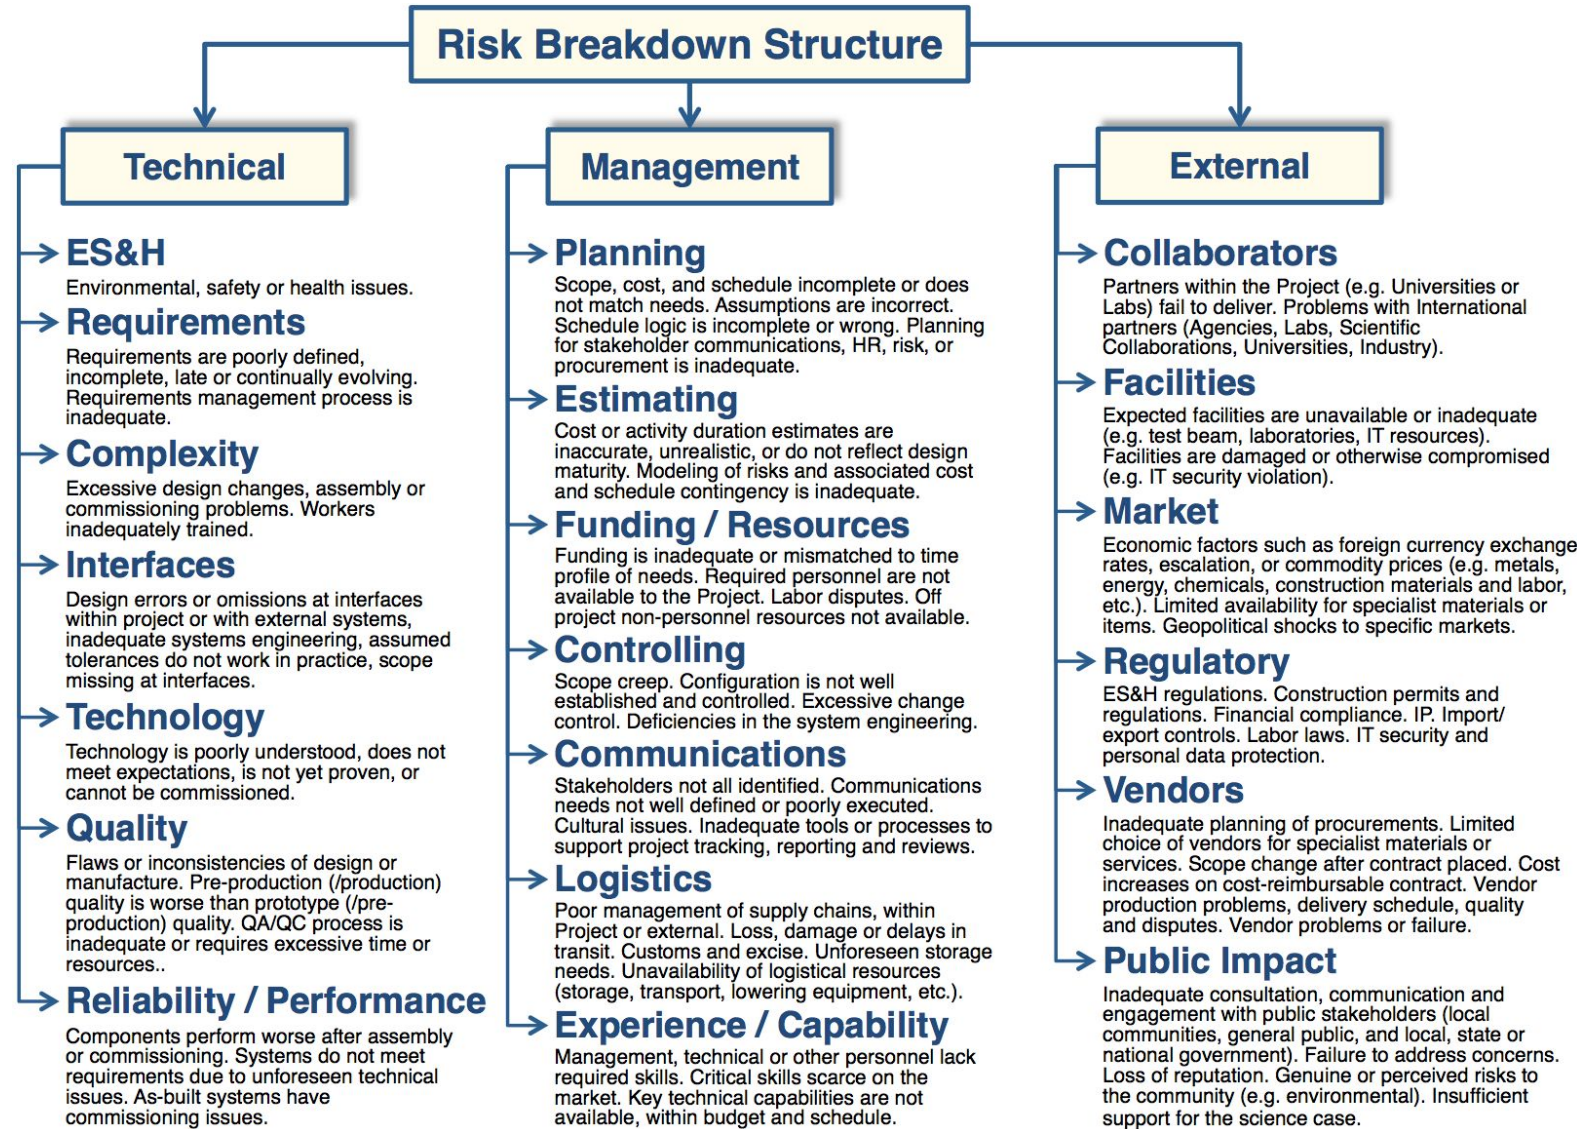 Risk Breakdown Structure
Technical
ES&H
Environmental, safety or health issues.
Requirements
Requirements are poorly defined,
incomplete, late or continually evolving.
Requirements management process is
inadequate.
Complexity
Excessive design changes, assembly or
commissioning problems. Workers
inadequately trained.
Interfaces
Design errors or omissions at interfaces
within project or with external systems,
inadequate systems engineering, assumed
tolerances do not work in practice, scope
missing at interfaces.
Technology
Technology is poorly understood, does not
meet expectations, is not yet proven, or
cannot be commissioned.
Quality
Flaws or inconsistencies of design or
manufacture. Pre-production (/production)
quality is worse than prototype (/pre-
production) quality. QA/QC process is
inadequate or requires excessive time or
resources..
Reliability / Performance
Components perform worse after assembly
or commissioning. Systems do not meet
requirements due to unforeseen technical
issues. As-built systems have
commissioning issues.
Management
Planning
Scope, cost, and schedule incomplete or does
not match needs. Assumptions are incorrect.
Schedule logic is incomplete or wrong. Planning
for stakeholder communications, HR, risk, or
procurement is inadequate.
Estimating
Cost or activity duration estimates are
inaccurate, unrealistic, or do not reflect design
maturity. Modeling of risks and associated cost
and schedule contingency is inadequate.
Funding / Resources
Funding is inadequate or mismatched to time
profile of needs. Required personnel are not
available to the Project. Labor disputes. Off
project non-personnel resources not available.
Controlling
Scope creep. Configuration is not well
established and controlled. Excessive change
control. Deficiencies in the system engineering.
Communications
Stakeholders not all identified. Communications
needs not well defined or poorly executed.
Cultural issues. Inadequate tools or processes to
support project tracking, reporting and reviews.
Logistics
Poor management of supply chains, within
Project or external. Loss, damage or delays in
transit. Customs and excise. Unforeseen storage
needs. Unavailability of logistical resources
(storage, transport, lowering equipment, etc.).
Experience / Capability
Management, technical or other personnel lack
required skills. Critical skills scarce on the
market. Key technical capabilities are not
available, within budget and schedule.
External
Collaborators
Partners within the Project (e.g. Universities or
Labs) fail to deliver. Problems with International
partners (Agencies, Labs, Scientific
Collaborations, Universities, Industry).
Facilities
Expected facilities are unavailable or inadequate
(e.g. test beam, laboratories, IT resources).
Facilities are damaged or otherwise compromised
(e.g. IT security violation).
Market
Economic factors such as foreign currency exchange
rates, escalation, or commodity prices (e.g. metals,
energy, chemicals, construction materials and labor,
etc.). Limited availability for specialist materials or
items. Geopolitical shocks to specific markets.
Regulatory
ES&H regulations. Construction permits and
regulations. Financial compliance. IP. Import/
export controls. Labor laws. IT security and
personal data protection.
Vendors
Inadequate planning of procurements. Limited
choice of vendors for specialist materials or
services. Scope change after contract placed. Cost
increases on cost-reimbursable contract. Vendor
production problems, delivery schedule, quality
and disputes. Vendor problems or failure.
Public Impact
Inadequate consultation, communication and
engagement with public stakeholders (local
communities, general public, and local, state or
national government). Failure to address concerns.
Loss of reputation. Genuine or perceived risks to
the community (e.g. environmental). Insufficient
support for the science case.